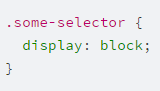 .some-selector {
  display: block;
}